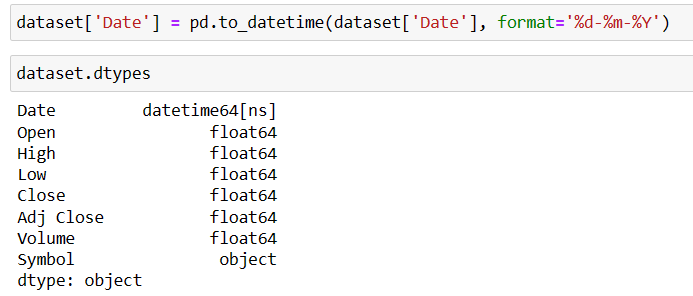 dataset['Date'] = pd.to_datetime(dataset['Date'], format='%d-%m-%Y')
dataset.dtypes
Date         datetime64[ns]
Open                float64
High                float64
Low                 float64
Close               float64
Adj Close           float64
Volume              float64
Symbol               object
dtype: object